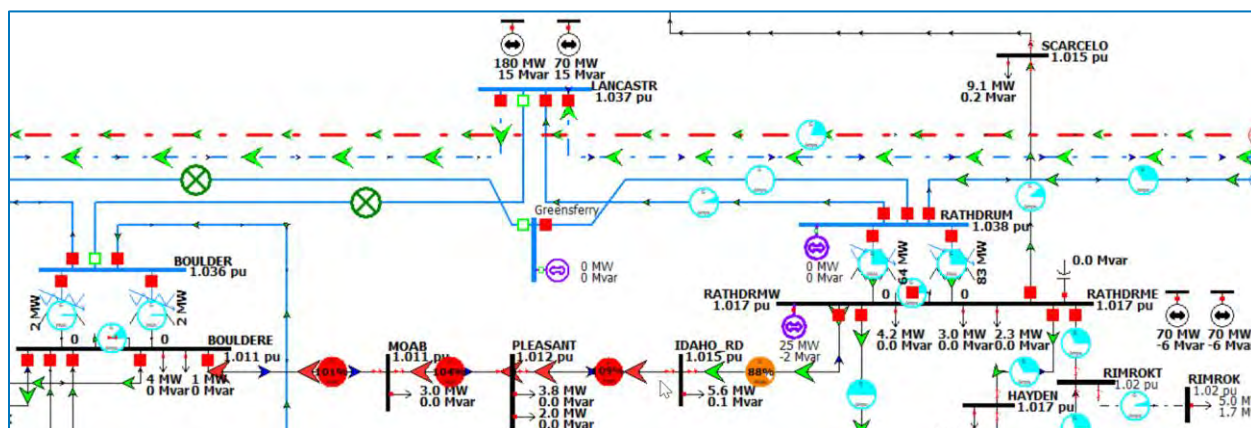 SCARCELO
1.015 pu
180 MW
70 MW
15 Mvar
15 Mvar
LANCASTR
1.037 pu
9.1 MW
0.2 Mvar
Greensferry
RATHDRUM
1.038 pu
BOULDER
1.036 pu
0 MW
0 Mvar
0 MW
0 Mvar
64 MW
83 MW
0.0 Mvar
2 MW
2 MW
RATHDRMW
1.017 pu
0
0
RATHDRME
1.017 pu
0
0
BOULDERE
1.011 pu
MOAB
1.011 pu
PLEASANT
1.012 pu
IDAHO_RD
1.015 pu
25 MW
-2 Mvar
4.2 MW
0.0 Mvar
3.0 MW
0.0 Mvar
2.3 MW
0.0 Mvar
70 MW
-6 Mvar
70 MW
-6 Mvar
4 MW
0 Mvar
1 MW
0 Mvar
101%
104%
88%
3.0 MW
0.0 Mvar
3.8 MW
0.0 Mvar
2.0 MW
0.0 Mvar
5.6 MW
0.1 Mvar
HAYDEN
1.017 pu
RIMROKT
1.02 pu
RIMROK
1.02 pu
5.0 M
1.7 M